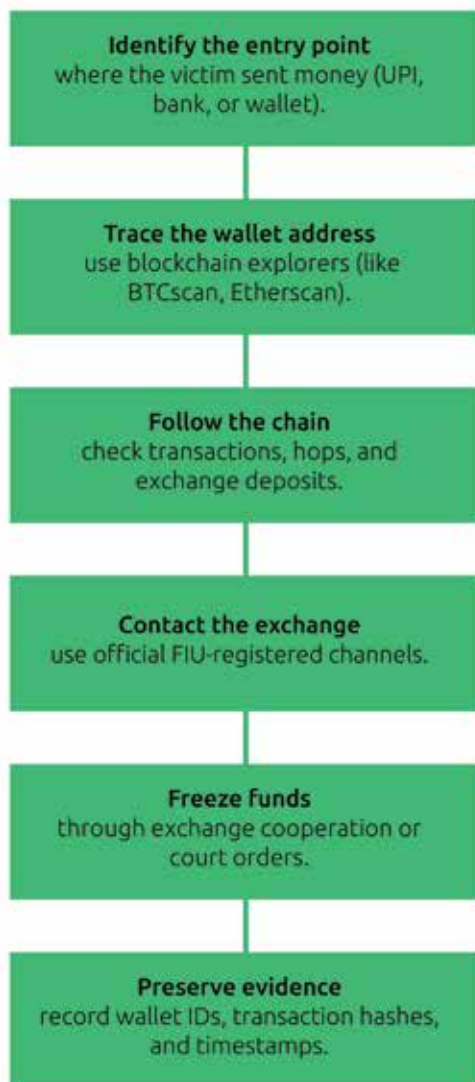 Identify the entry point
where the victim sent money (UPI,
bank, or wallet).
Trace the wallet address
use blockchain explorers (like
BTCscan, Etherscan).
Follow the chain
check transactions, hops, and
exchange deposits.
Contact the exchange
use official FIU-registered channels.
Freeze funds
through exchange cooperation or
court orders.
Preserve evidence
record wallet IDs, transaction hashes,
and timestamps.